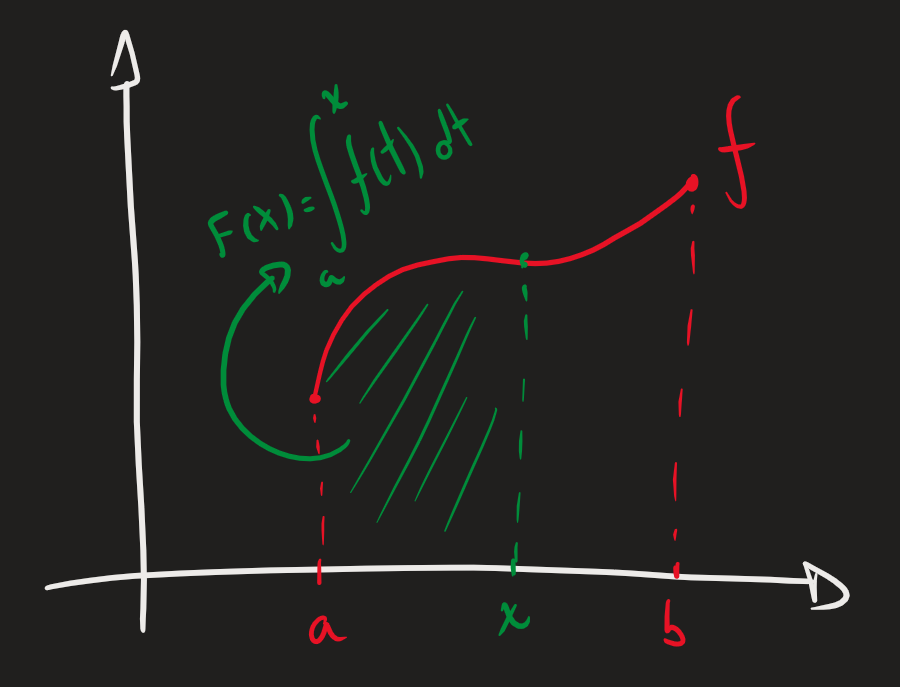 F(x) = ∫ₐˣ f(t) dt
f
a
x
b